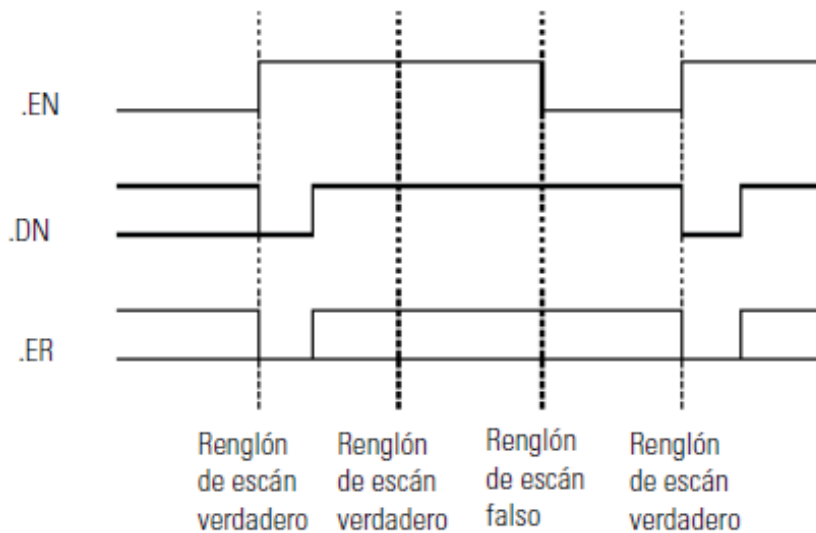 .EN
.DN
.ER
Renglón
de escán
verdadero
Renglón
de escán
verdadero
Renglón
de escán
falso
Renglón
de escán
verdadero